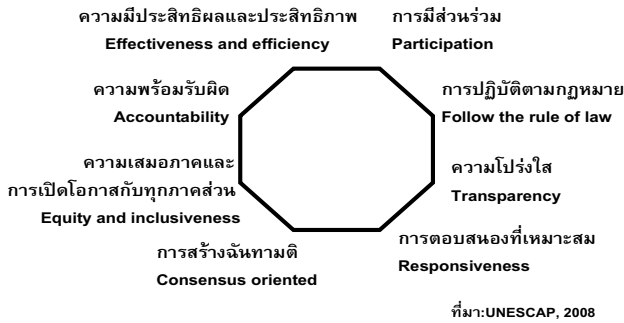 ความมีประสิทธิผลและประสิทธิภาพ
Effectiveness and efficiency
การมีส่วนร่วม
Participation
ความพร้อมรับผิด
Accountability
การปฏิบัติตามกฏหมาย
Follow the rule of law
ความเสมอภาคและ
การเปิดโอกาสกับทุกภาคส่วน
Equity and inclusiveness
ความโปร่งใส
Transparency
การสร้างฉันทามติ
Consensus oriented
การตอบสนองที่เหมาะสม
Responsiveness
ที่มา:UNESCAP, 2008